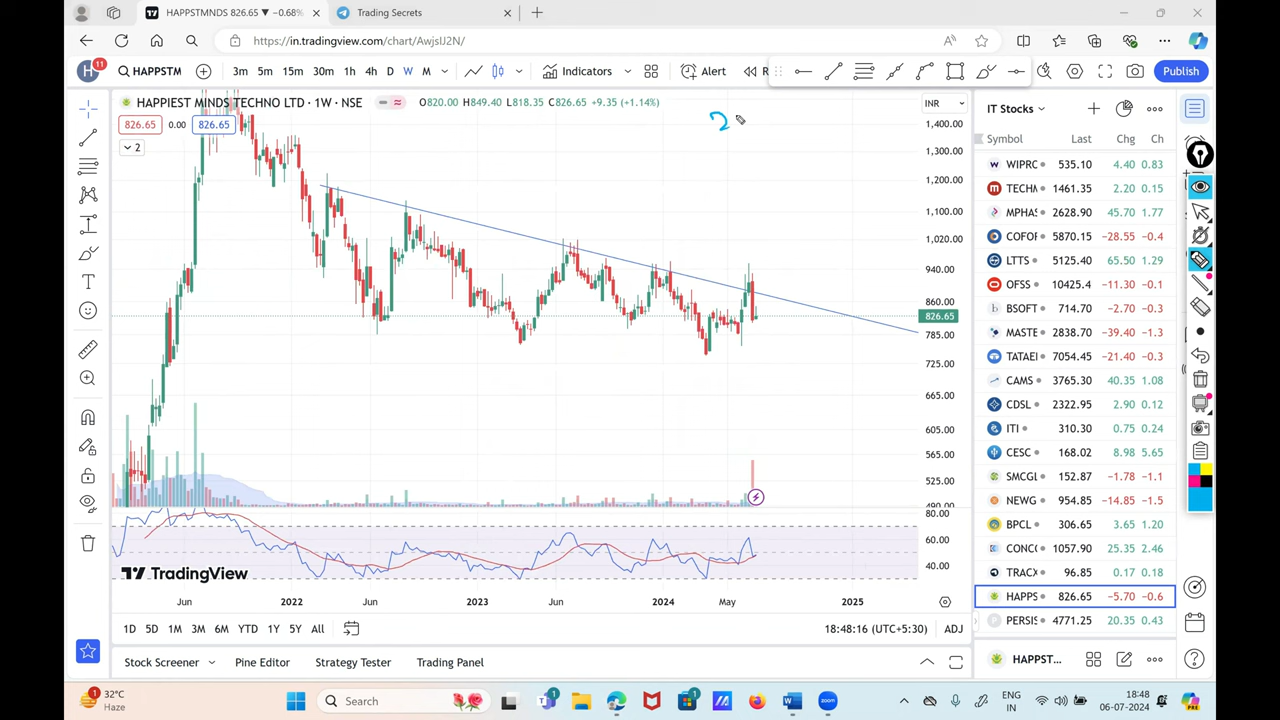 HAPPSTMNDS 826.65 ▼ −0.68%
Trading Secrets
https://in.tradingview.com/chart/AwjsIJ2N/
H 11
HAPPSTM
3m 5m 15m 30m 1h 4h D W M
Indicators
Alert
R
Publish
HAPPIEST MINDS TECHNO LTD · 1W · NSE
O820.00 H849.40 L818.35 C826.65 +9.35 (+1.14%)
INR
826.65 0.00 826.65
2
2
1,400.00
1,300.00
1,200.00
1,100.00
1,020.00
940.00
860.00
826.65
785.00
725.00
665.00
605.00
565.00
525.00
490.00
80.00
60.00
40.00
TradingView
Jun 2022 Jun 2023 Jun 2024 May 2025
1D 5D 1M 3M 6M YTD 1Y 5Y All
18:48:16 (UTC+5:30) ADJ
Stock Screener Pine Editor Strategy Tester Trading Panel
IT Stocks
Symbol Last Chg Ch
WIPRC 535.10 4.40 0.83
TECHA 1461.35 2.20 0.15
MPHAS 2628.90 45.70 1.77
COFOF 5870.15 −28.55 −0.4
LTTS 5125.40 65.50 1.29
OFSS 10425.4 −11.30 −0.1
BSOFT 714.70 −2.70 −0.3
MASTE 2838.70 −39.40 −1.3
TATAEI 7054.45 −21.40 −0.3
CAMS 3765.30 40.35 1.08
CDSL 2322.95 2.90 0.12
ITI 310.30 0.75 0.24
CESC 168.02 8.98 5.65
SMCGL 152.87 −1.78 −1.1
NEWG 954.85 −14.85 −1.5
BPCL 306.65 3.65 1.20
CONC 1057.90 25.35 2.46
TRACX 96.85 0.17 0.18
HAPPS 826.65 −5.70 −0.6
PERSIS 4771.25 20.35 0.43
HAPPST...
32°C
Haze
Search
ENG
IN
18:48
06-07-2024